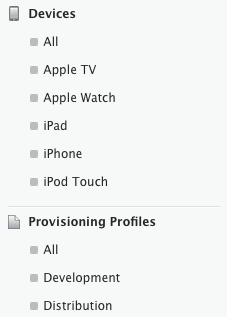 Devices
All
Apple TV
Apple Watch
iPad
iPhone
iPod Touch
Provisioning Profiles
All
Development
Distribution